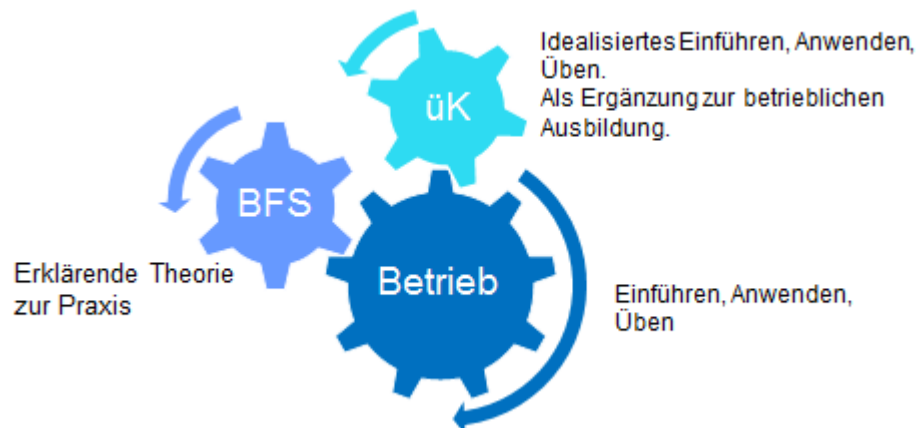 Idealisiertes Einführen, Anwenden,
Üben.
Als Ergänzung zur betrieblichen
Ausbildung.
üK
BFS
Erklärende Theorie
zur Praxis
Betrieb
Einführen, Anwenden,
Üben